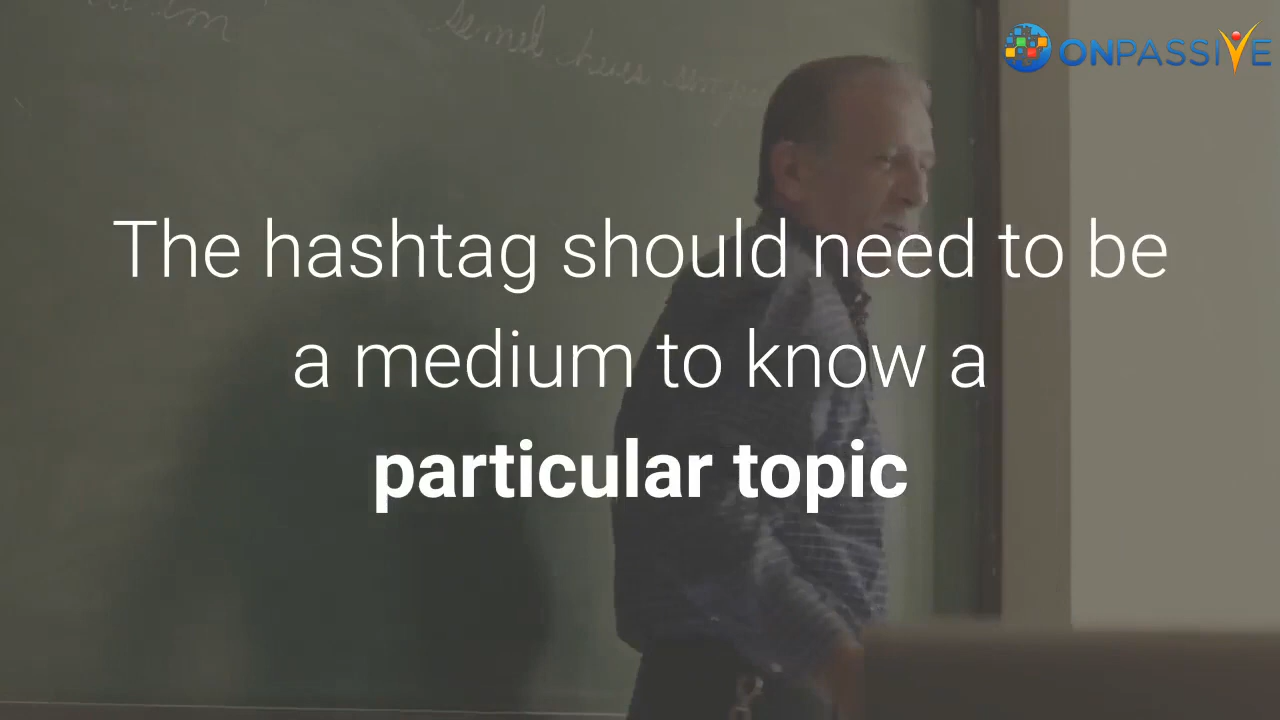 ONPASSIVE
The hashtag should need to be
a medium to know a
particular topic